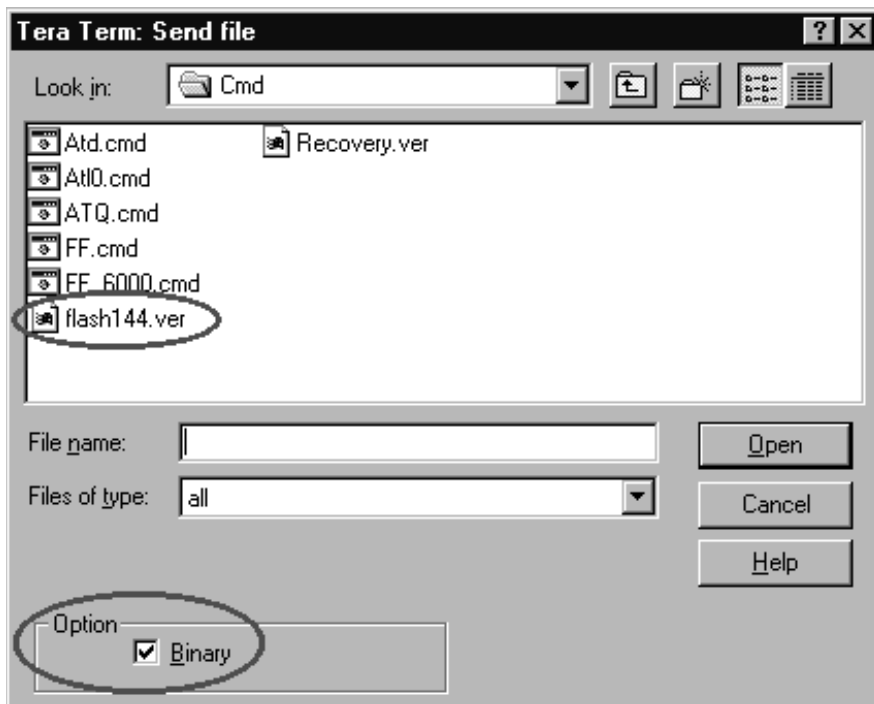 Tera Term: Send file
Look in: Cmd
Atd.cmd
Atl0.cmd
ATQ.cmd
FF.cmd
FF_6000.cmd
flash144.ver
Recovery.ver
File name:
Open
Files of type: all
Cancel
Help
Option
Binary